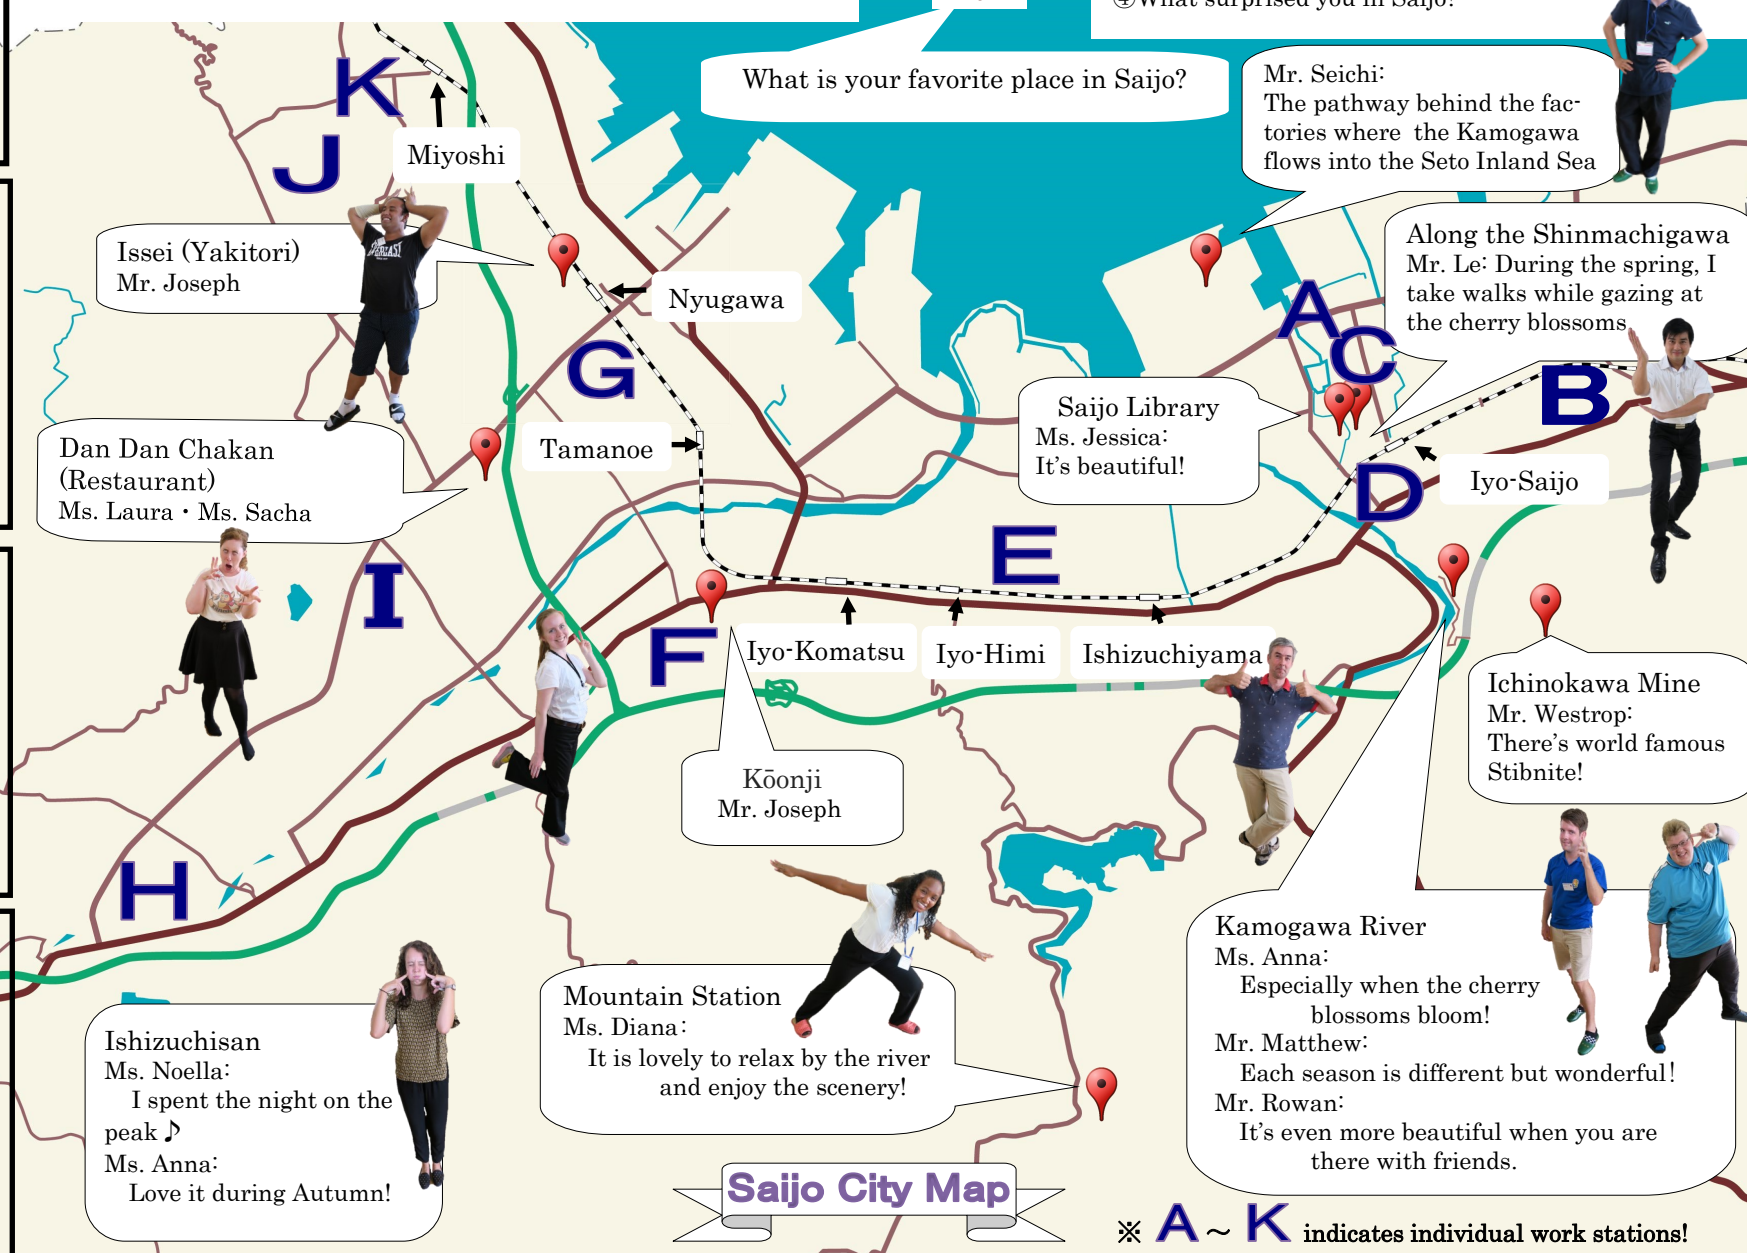 ④What surprised you in Saijo?
What is your favorite place in Saijo?
Mr. Seichi:
The pathway behind the fac-
tories where the Kamogawa
flows into the Seto Inland Sea
K
J
Miyoshi
Issei (Yakitori)
Mr. Joseph
EVERLAST
Nyugawa
Along the Shinmachigawa
Mr. Le: During the spring, I
take walks while gazing at
the cherry blossoms.
A
C
B
G
Saijo Library
Ms. Jessica:
It's beautiful!
Dan Dan Chakan
(Restaurant)
Ms. Laura・Ms. Sacha
Tamanoe
Iyo-Saijo
D
E
I
F
Iyo-Komatsu
Iyo-Himi
Ishizuchiyama
Ichinokawa Mine
Mr. Westrop:
There's world famous
Stibnite!
Kōonji
Mr. Joseph
H
Kamogawa River
Ms. Anna:
Especially when the cherry
blossoms bloom!
Mr. Matthew:
Each season is different but wonderful!
Mr. Rowan:
It's even more beautiful when you are
there with friends.
Mountain Station
Ms. Diana:
It is lovely to relax by the river
and enjoy the scenery!
Ishizuchisan
Ms. Noella:
I spent the night on the
peak♪
Ms. Anna:
Love it during Autumn!
Saijo City Map
※ A ~ K indicates individual work stations!